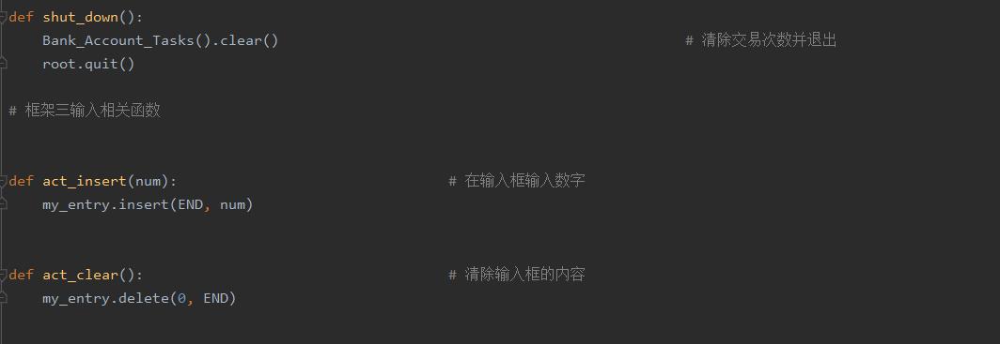 def shut_down():
    Bank_Account_Tasks().clear()                                                # 清除交易次数并退出
    root.quit()
# 框架三输入相关函数
def act_insert(num):                                # 在输入框输入数字
    my_entry.insert(END, num)
def act_clear():                                    # 清除输入框的内容
    my_entry.delete(0, END)